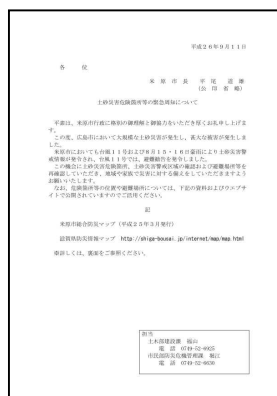 平成２６年９月１１日
各　　位
米　原　市　長　　平　尾　道　雄
（公　印　省　略）
土砂災害危険箇所等の緊急周知について
平素は、米原市行政に格別の御理解と御協力をいただき厚くお礼申し上げます。
この度、広島市において大規模な土砂災害が発生し、甚大な被害が発生しました。
米原市においても台風１１号および８月１５・１６日豪雨により土砂災害警戒情報が発令され、台風１１号では、避難勧告を発令しました。
この機会に土砂災害危険箇所、土砂災害警戒区域の確認および避難場所等を再確認していただき、地域や家族で災害に対する備えをしていただきますようお願いいたします。
なお、危険箇所等の位置や避難場所については、下記の資料およびウエブサイトで公開されていますのでご活用ください。
記
米原市総合防災マップ（平成２５年３月発行）
滋賀県防災情報マップ　http://shiga-bousai.jp/internet/map/map.html
※詳しくは、裏面をご参照ください。
担当
土木部建設課　福山
電　話　0749-52-6925
市民部防災危機管理課　堀江
電　話　0749-52-6630